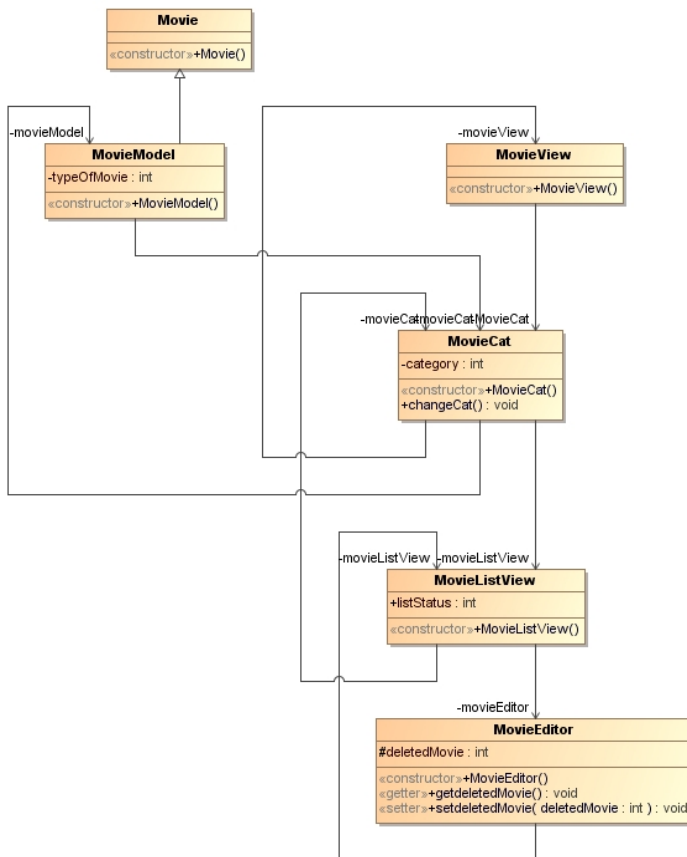 Movie
«constructor»+Movie()
-movieModel
-movieView
MovieModel
-typeOfMovie : int
«constructor»+MovieModel()
MovieView
«constructor»+MovieView()
-movieCat
-movieCat
-MovieCat
MovieCat
-category : int
«constructor»+MovieCat()
+changeCat() : void
-movieListView
-movieListView
MovieListView
+listStatus : int
«constructor»+MovieListView()
-movieEditor
MovieEditor
#deletedMovie : int
«constructor»+MovieEditor()
«getter»+getdeletedMovie() : void
«setter»+setdeletedMovie( deletedMovie : int ) : void